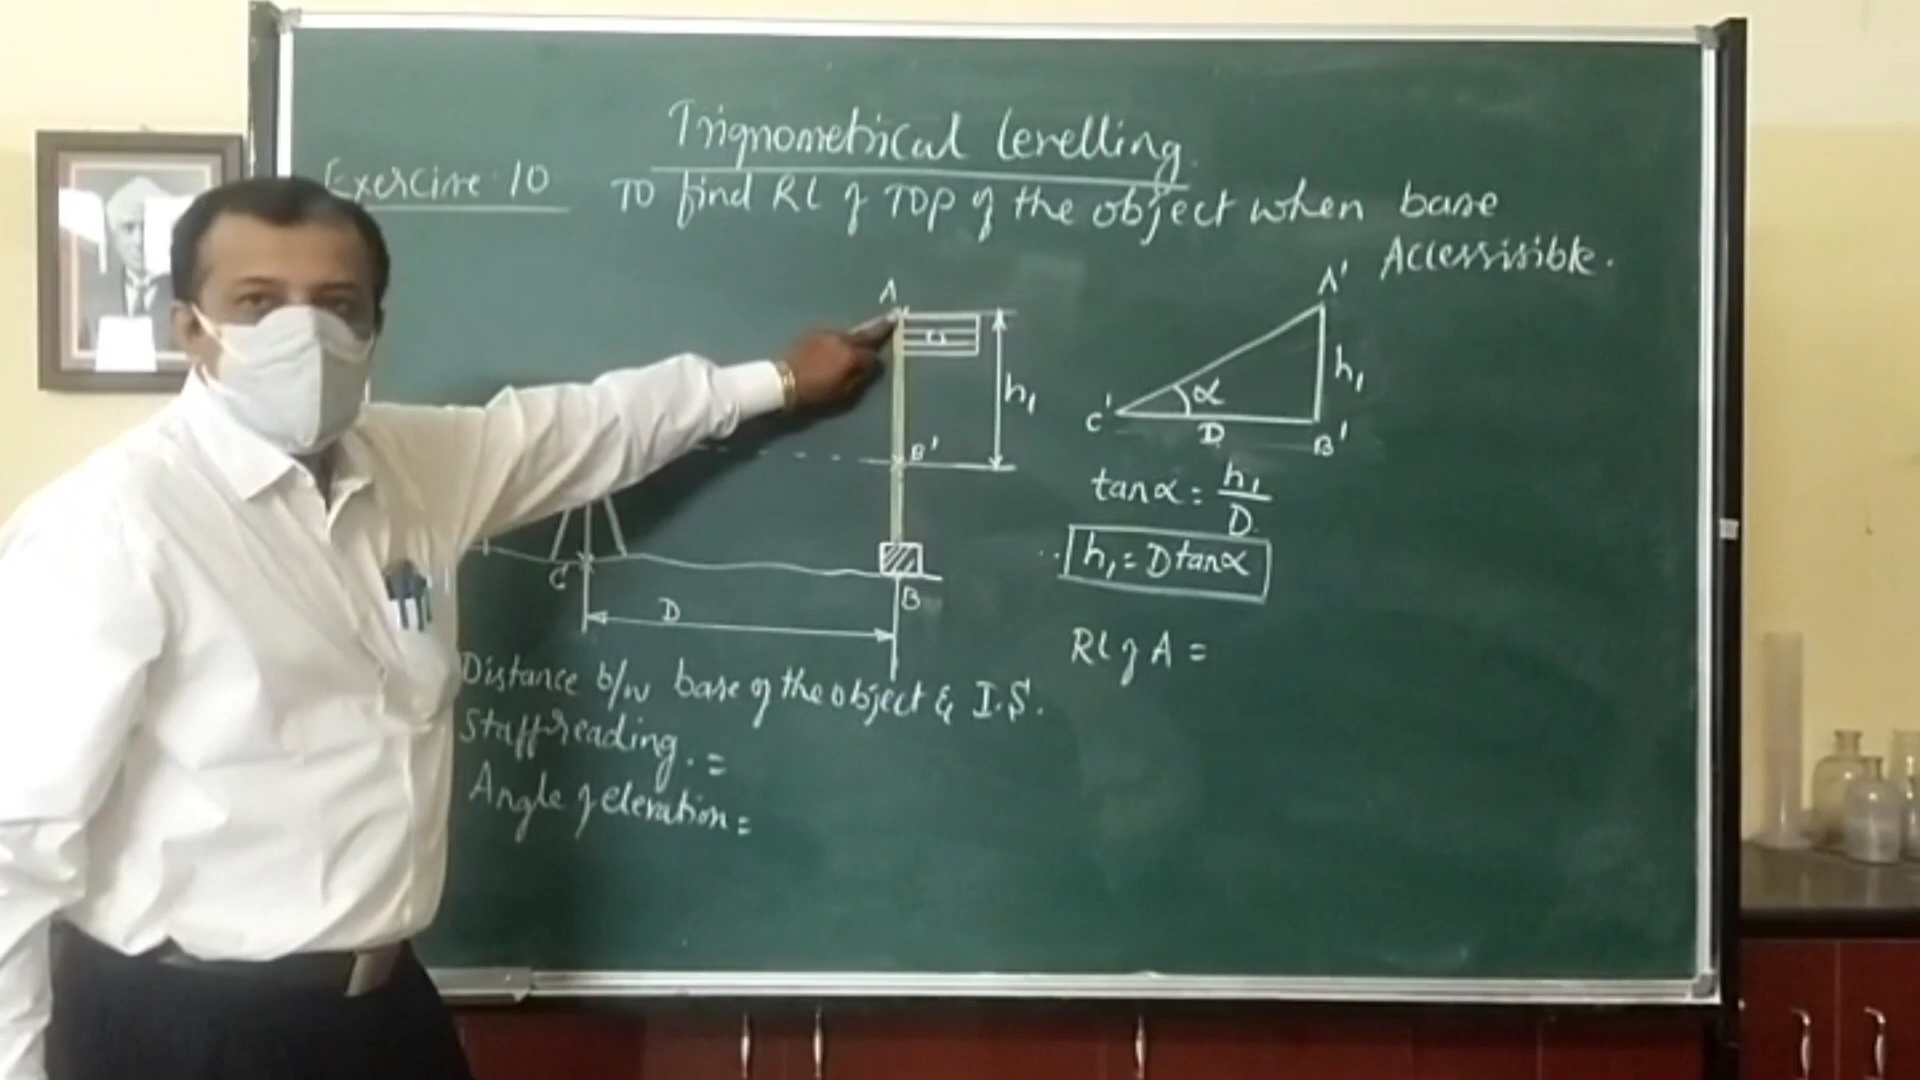 Trignometrical levelling.
Exercise 10
To find RL of TOP of the object when base
Accessisible.
A
h₁
B'
C
B
D
A'
h₁
α
C'
D
B'
tanα = h₁/D.
∴ h₁ = D tanα
RL of A =
Distance b/w base of the object & I.S.
Staff reading. =
Angle of elevation =